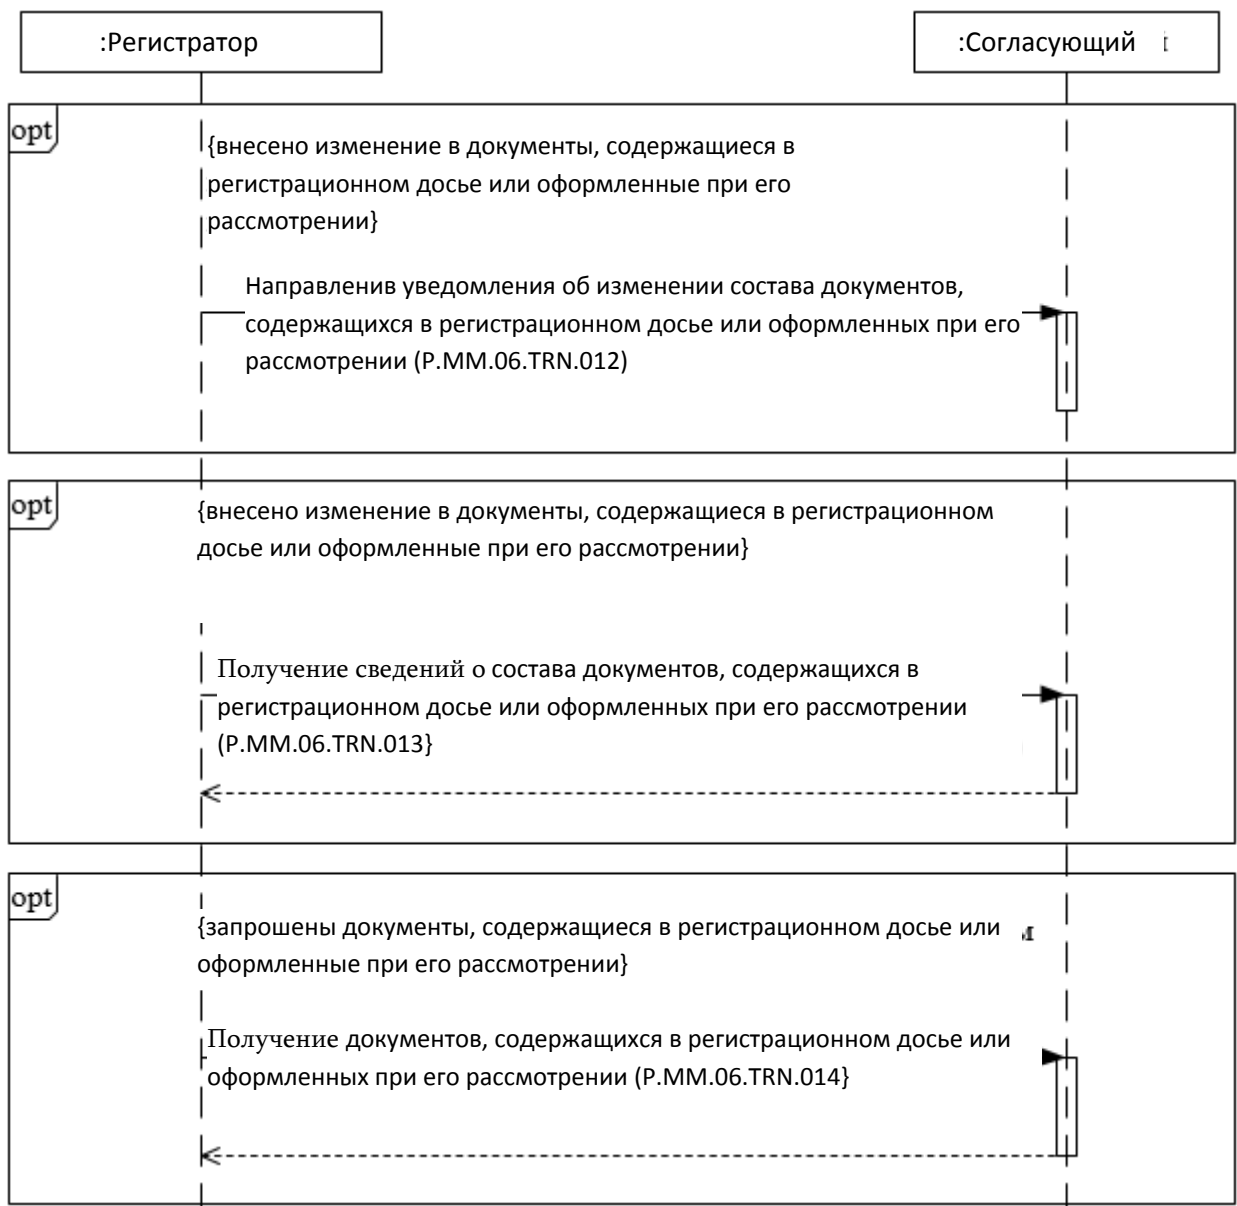 :Регистратор
:Согласующий
opt
{внесено изменение в документы, содержащиеся в
регистрационном досье или оформленные при его
рассмотрении}
Направленив уведомления об изменении состава документов,
содержащихся в регистрационном досье или оформленных при его
рассмотрении (P.MM.06.TRN.012)
opt
{внесено изменение в документы, содержащиеся в регистрационном
досье или оформленные при его рассмотрении}
Получение сведений о состава документов, содержащихся в
регистрационном досье или оформленных при его рассмотрении
(P.MM.06.TRN.013}
opt
{запрошены документы, содержащиеся в регистрационном досье или
оформленные при его рассмотрении}
Получение документов, содержащихся в регистрационном досье или
оформленных при его рассмотрении (P.MM.06.TRN.014}